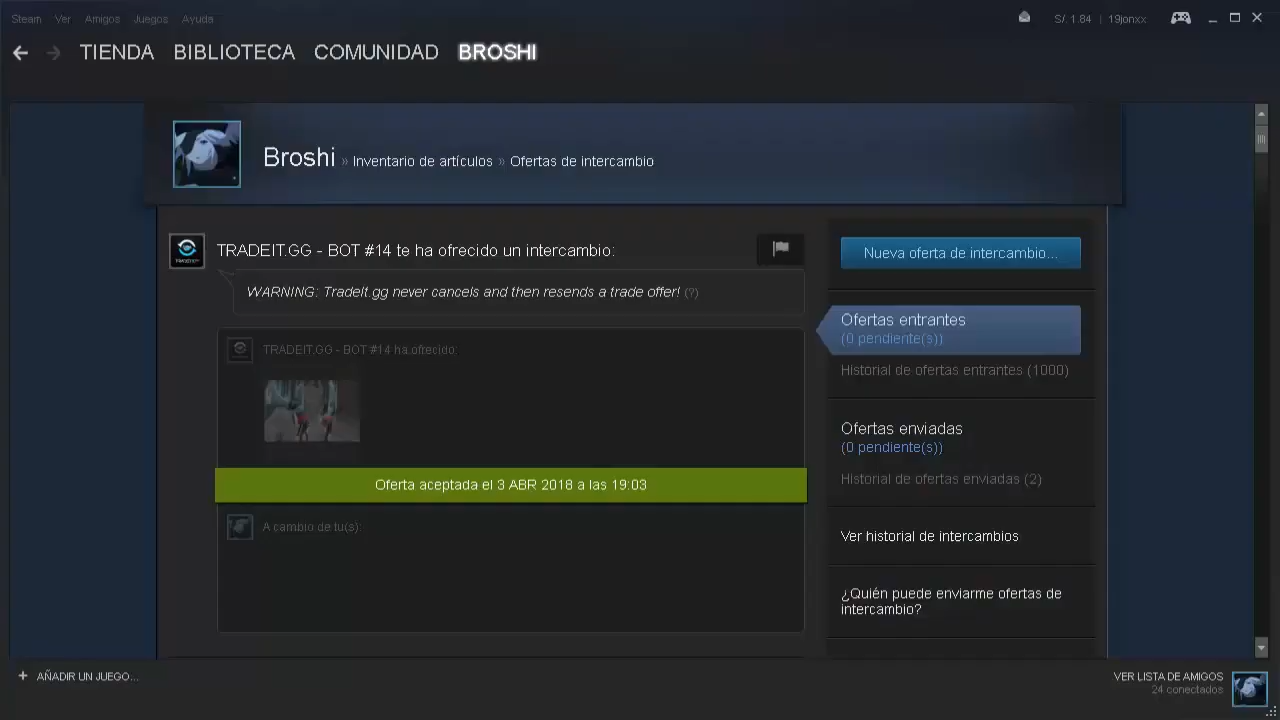 Steam Ver Amigos Juegos Ayuda
S/. 1.84 | 19jonxx
TIENDA BIBLIOTECA COMUNIDAD BROSHI
Broshi » Inventario de artículos » Ofertas de intercambio
TRADEIT.GG - BOT #14 te ha ofrecido un intercambio:
WARNING: TradeIt.gg never cancels and then resends a trade offer! (?)
TRADEIT.GG - BOT #14 ha ofrecido:
Oferta aceptada el 3 ABR 2018 a las 19:03
A cambio de tu(s):
Nueva oferta de intercambio...
Ofertas entrantes
(0 pendiente(s))
Historial de ofertas entrantes (1000)
Ofertas enviadas
(0 pendiente(s))
Historial de ofertas enviadas (2)
Ver historial de intercambios
¿Quién puede enviarme ofertas de
intercambio?
+ AÑADIR UN JUEGO...
VER LISTA DE AMIGOS
24 conectados